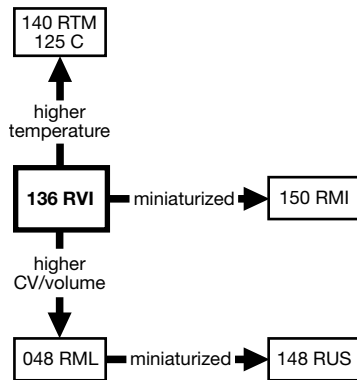 140 RTM
125 C
higher
temperature
136 RVI
miniaturized
150 RMI
higher
CV/volume
048 RML
miniaturized
148 RUS